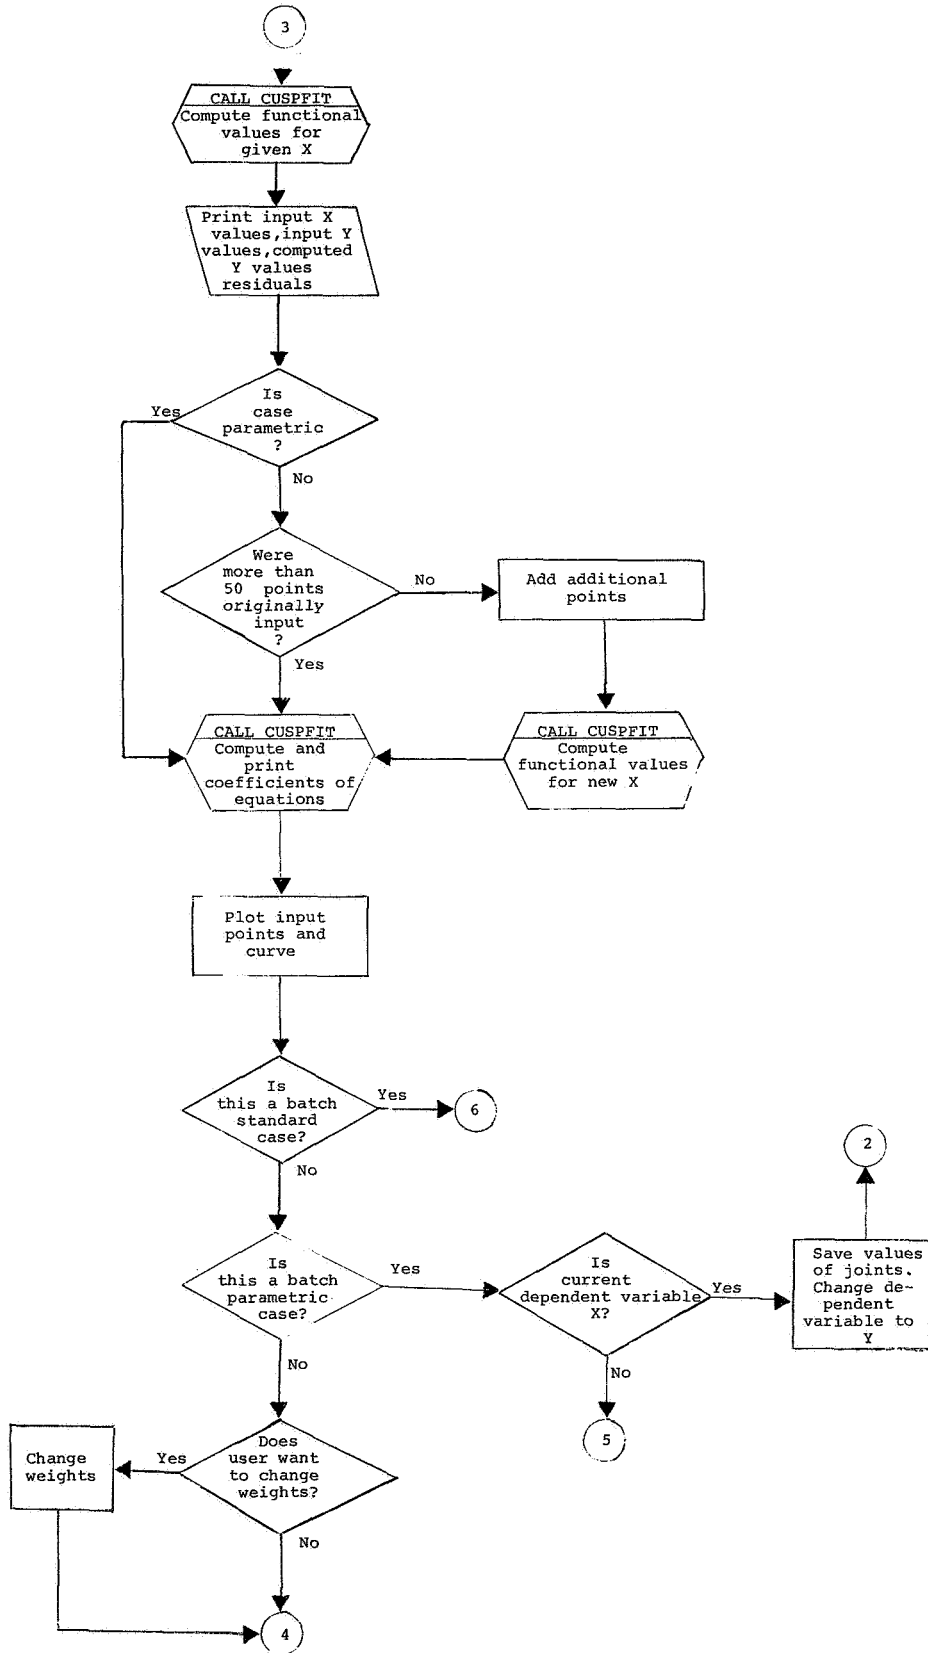 3
CALL CUSPFIT
Compute functional
values for
given X
Print input X
values,input Y
values,computed
Y values
residuals
Is
case
parametric
?
Yes
No
Were
more than
50 points
originally
input
?
No
Add additional
points
Yes
CALL CUSPFIT
Compute and
print
coefficients of
equations
CALL CUSPFIT
Compute
functional values
for new X
Plot input
points and
curve
Is
this a batch
standard
case?
Yes
6
No
2
Is
this a batch
parametric
case?
Yes
Is
current
dependent variable
X?
Yes
Save values
of joints.
Change de-
pendent
variable to
Y
No
No
5
Does
user want
to change
weights?
Yes
Change
weights
No
4